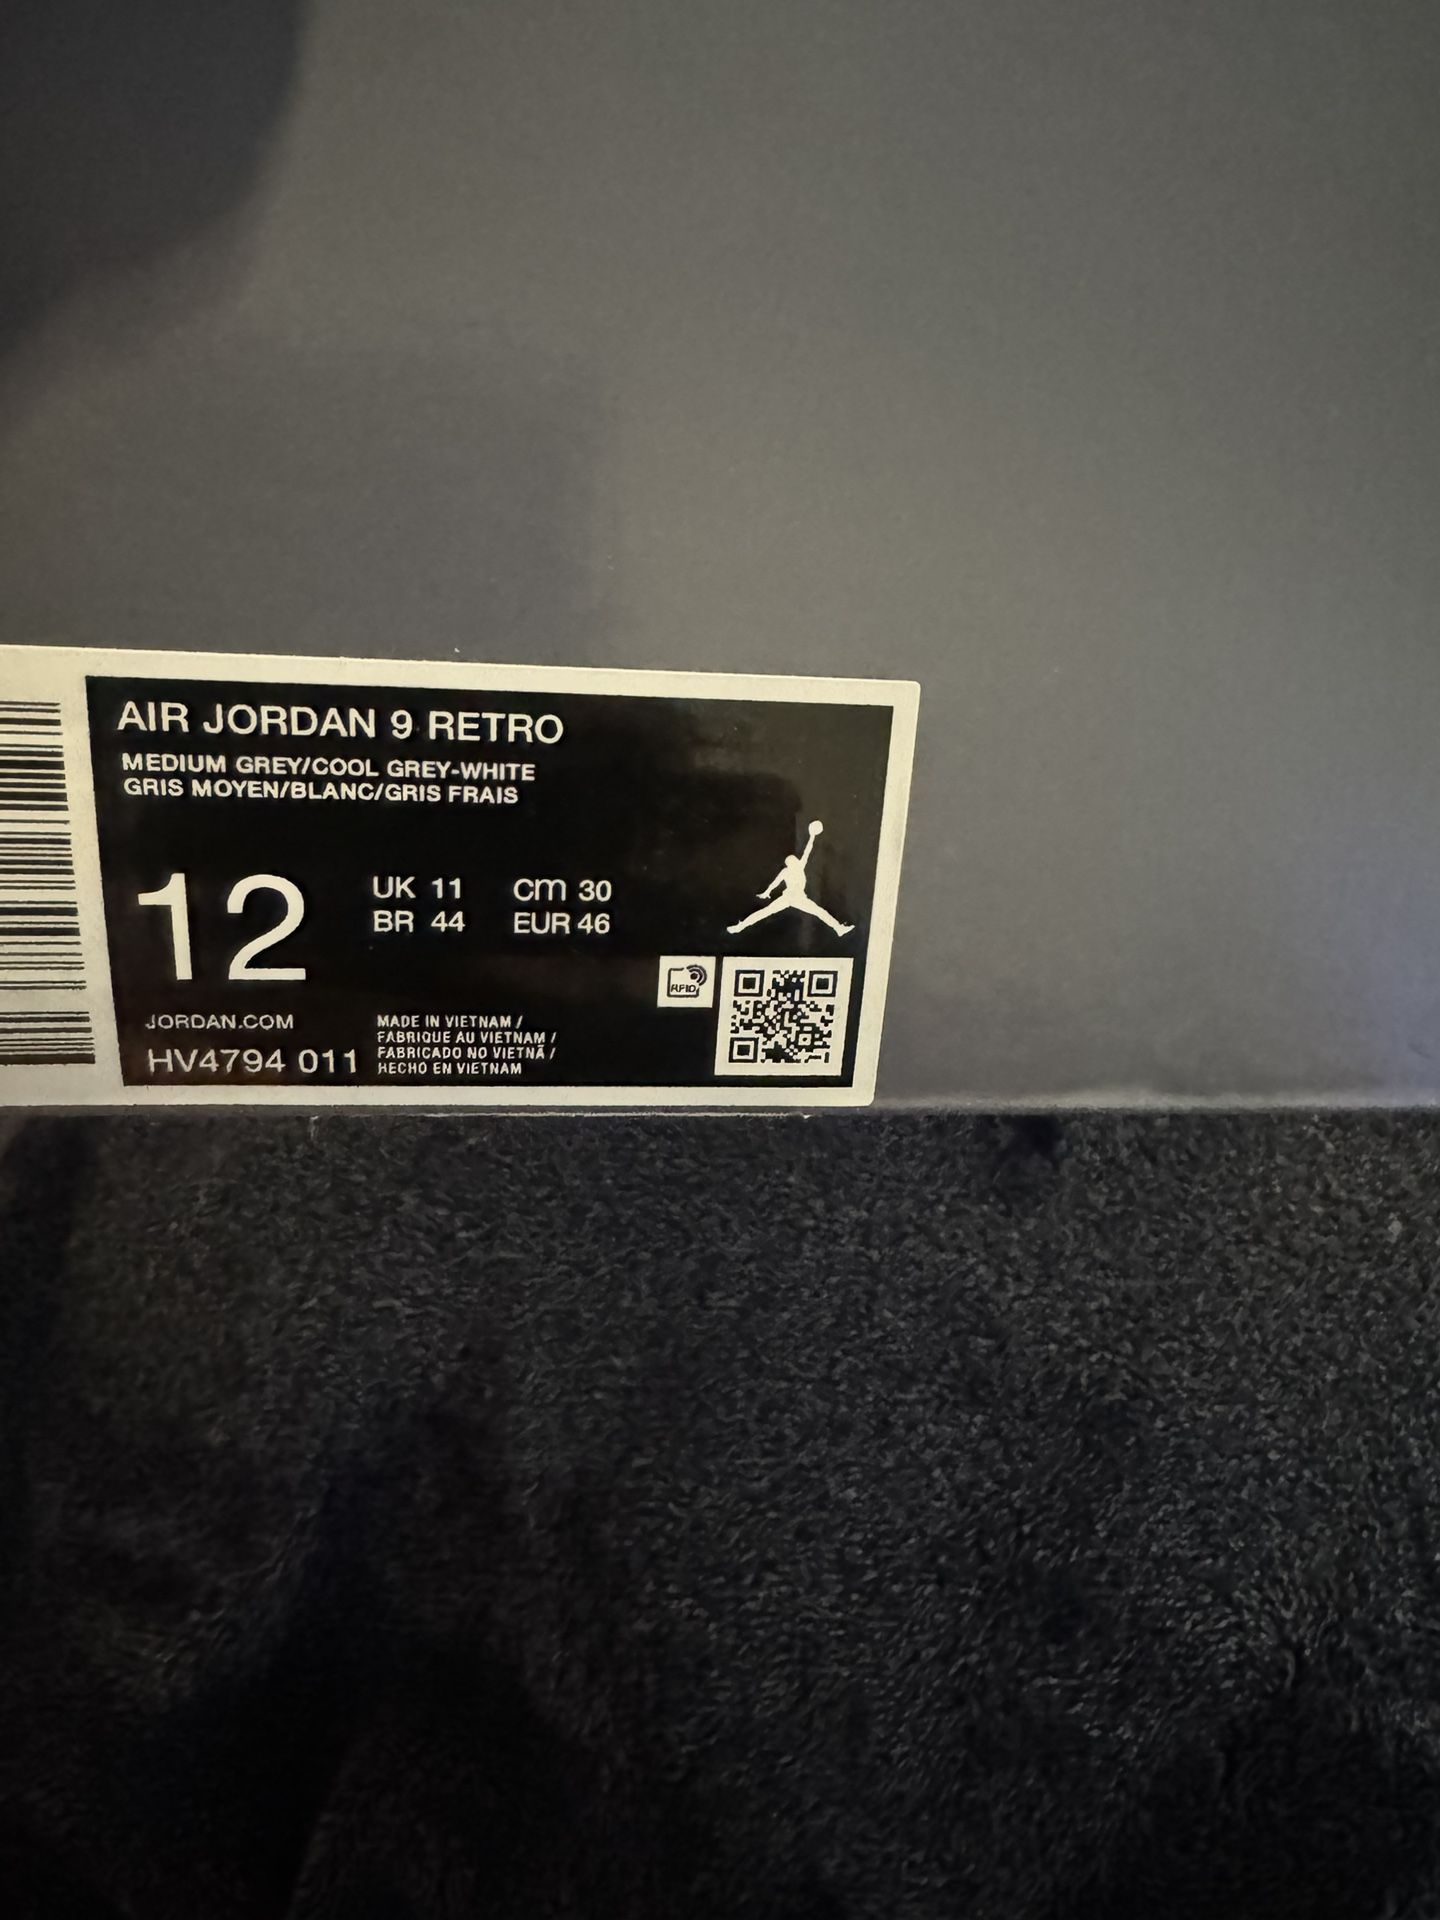 AIR JORDAN 9 RETRO
MEDIUM GREY/COOL GREY-WHITE
GRIS MOYEN/BLANC/GRIS FRAIS
12
UK 11 cm 30
BR 44 EUR 46
RFID
JORDAN.COM
HV4794 011
MADE IN VIETNAM /
FABRIQUE AU VIETNAM /
FABRICADO NO VIETNÃ /
HECHO EN VIETNAM